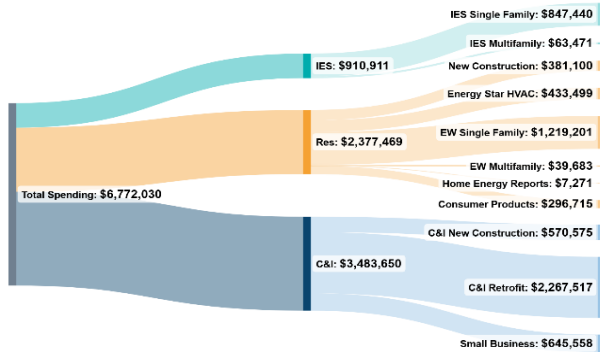 IES Single Family: $847,440
IES Multifamily: $63,471
IES: $910,911
New Construction: $381,100
Energy Star HVAC: $433,499
EW Single Family: $1,219,201
Res: $2,377,469
EW Multifamily: $39,683
Home Energy Reports: $7,271
Total Spending: $6,772,030
Consumer Products: $296,715
C&I New Construction: $570,575
C&I: $3,483,650
C&I Retrofit: $2,267,517
Small Business: $645,558